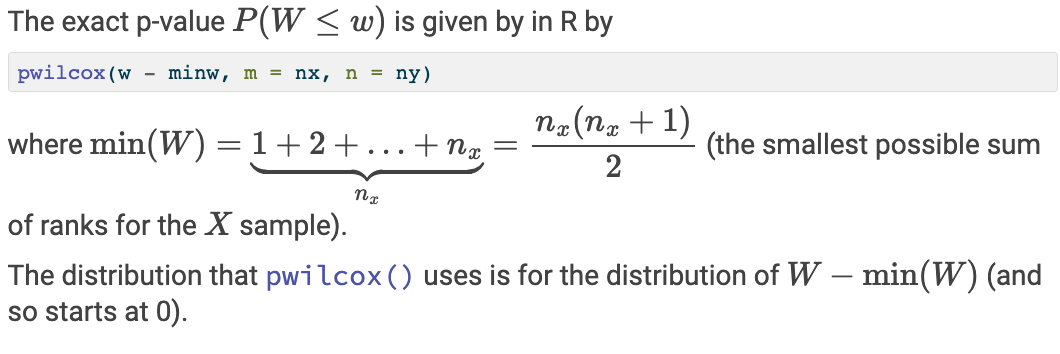 The exact p-value P(W ≤ w) is given by in R by
pwilcox(w - minw, m = nx, n = ny)
where min(W) = \underbrace{1 + 2 + … + n_x}_{n_x} = \frac{n_x(n_x + 1)}{2} (the smallest possible sum
of ranks for the X sample).
The distribution that pwilcox() uses is for the distribution of W − min(W) (and
so starts at 0).